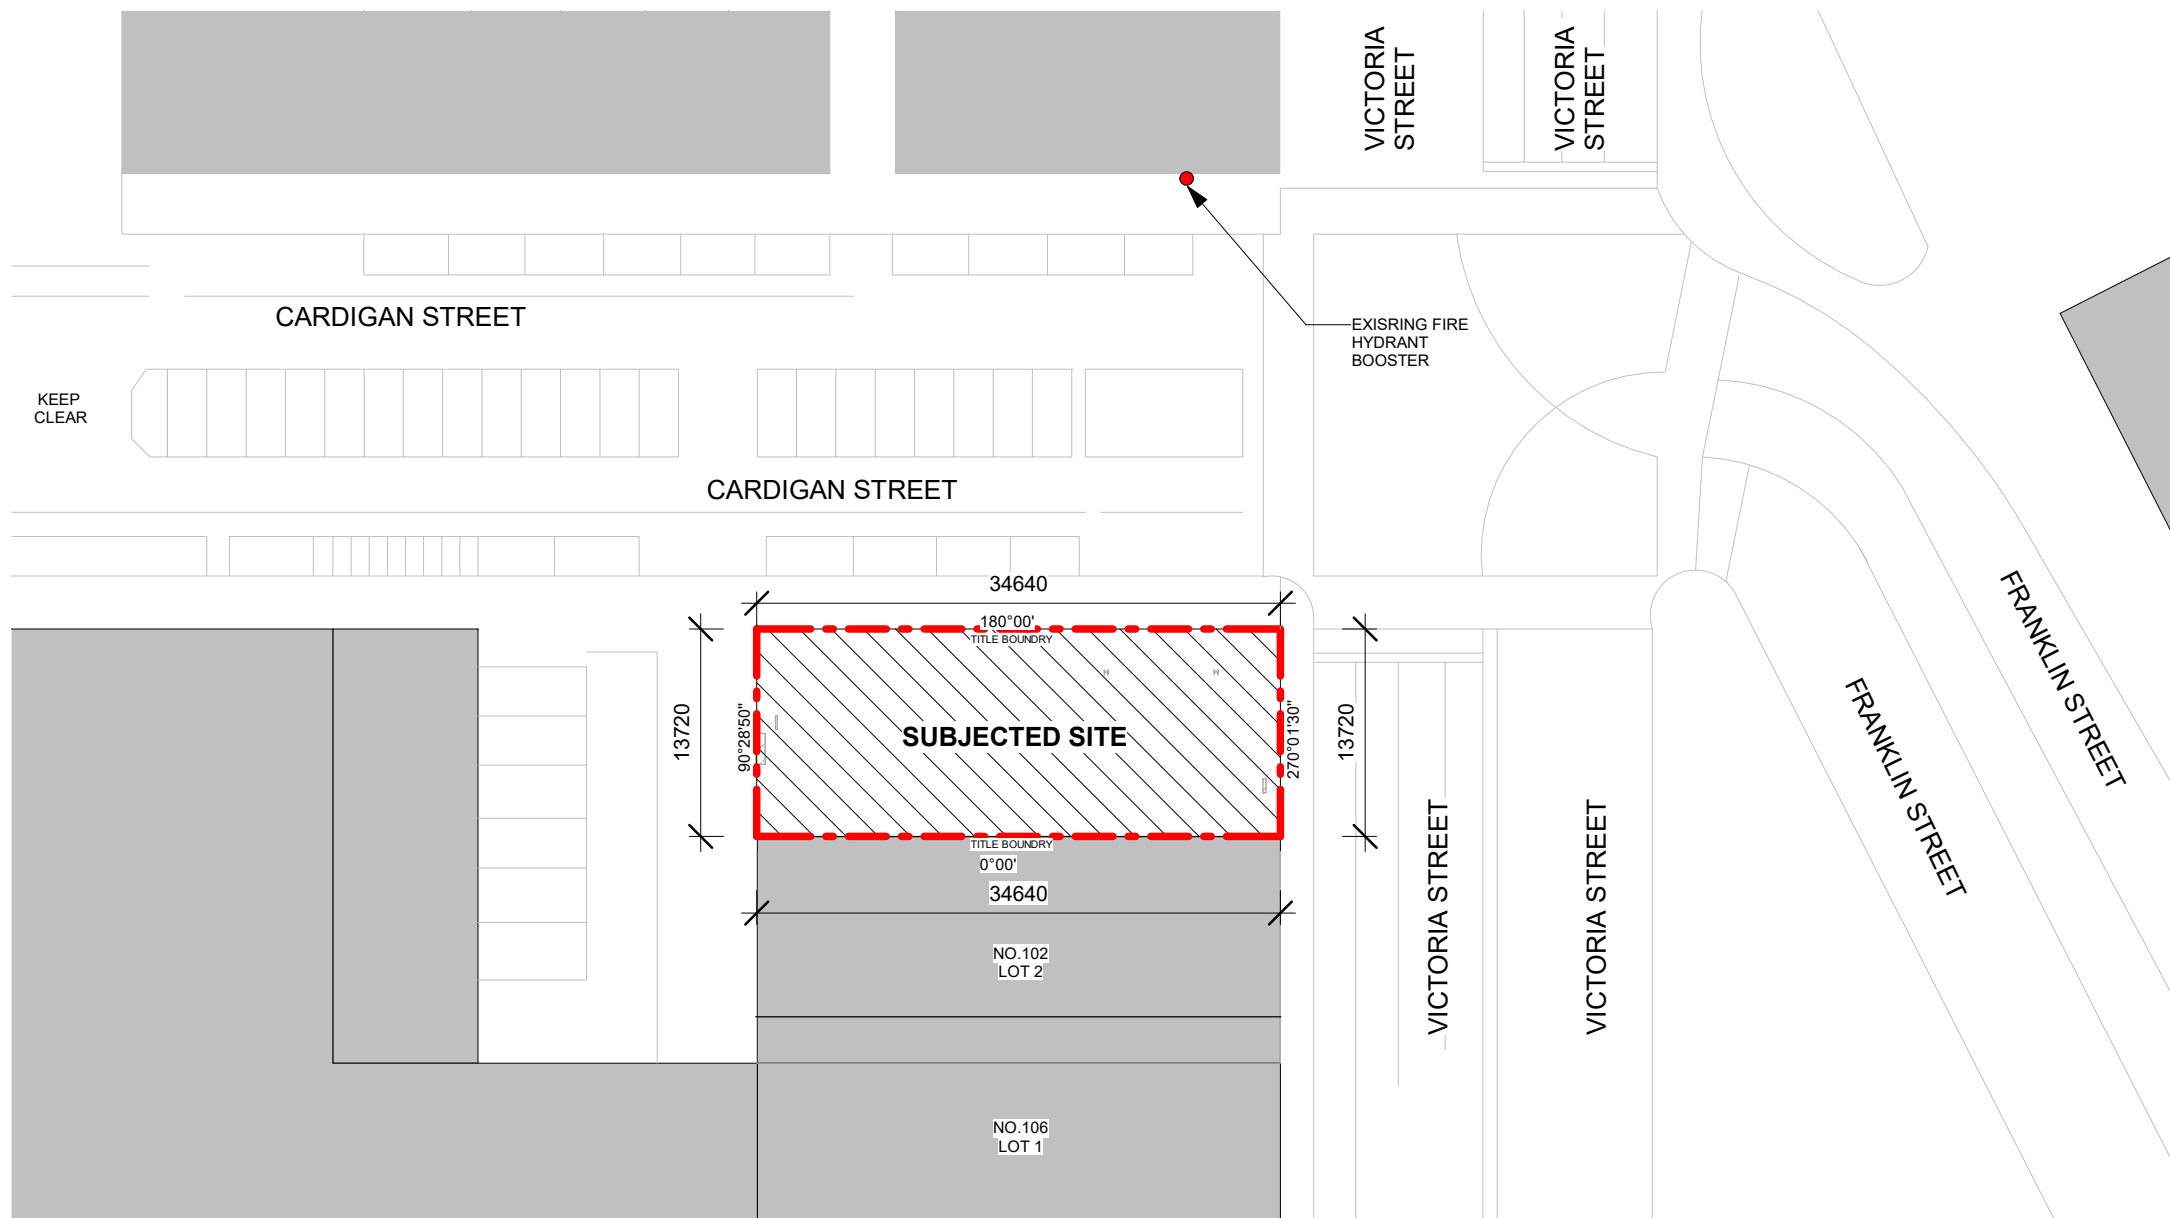 VICTORIA
STREET
VICTORIA
STREET
CARDIGAN STREET
EXISRING FIRE
HYDRANT
BOOSTER
KEEP
CLEAR
CARDIGAN STREET
34640
180°00'
TITLE BOUNDRY
H
H
13720
90°28'50"
SUBJECTED SITE
270°01'30"
13720
TITLE BOUNDRY
0°00'
34640
NO.102
LOT 2
NO.106
LOT 1
VICTORIA STREET
VICTORIA STREET
FRANKLIN STREET
FRANKLIN STREET